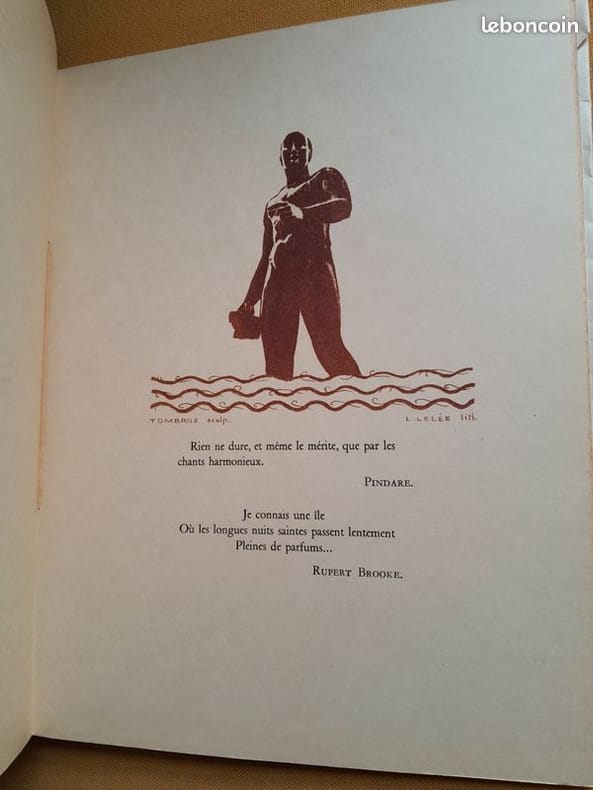 leboncoin
TOMBROS sculp.
L. LELÉE lith.
Rien ne dure, et même le mérite, que par les
chants harmonieux.
PINDARE.
Je connais une île
Où les longues nuits saintes passent lentement
Pleines de parfums...
RUPERT BROOKE.